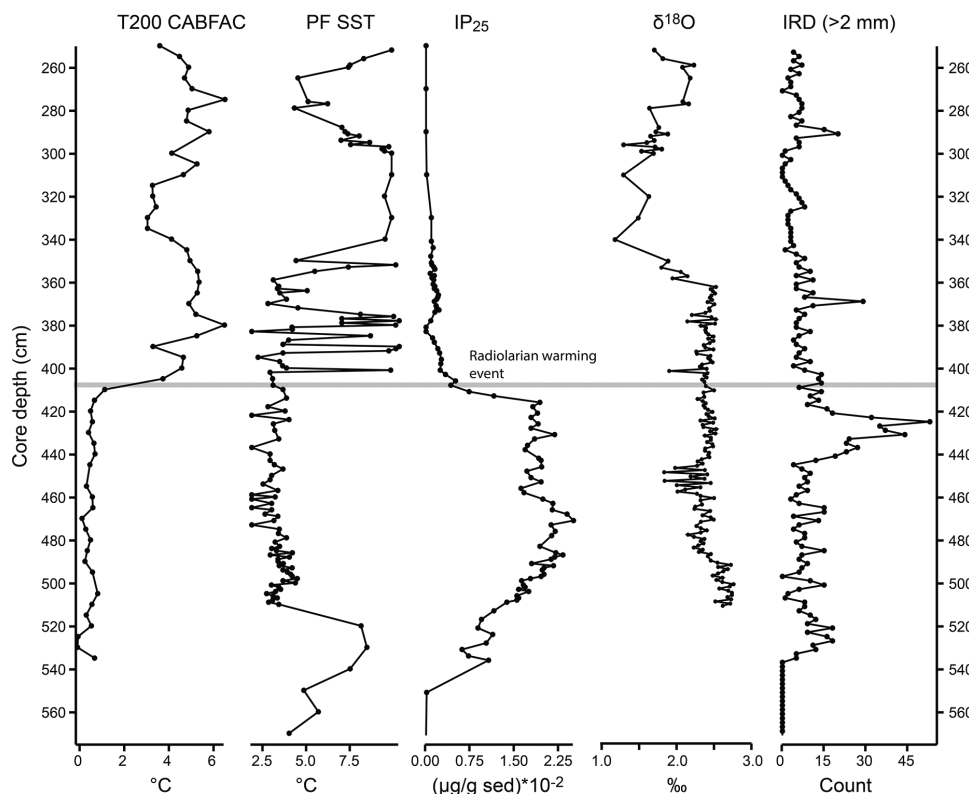 T200 CABFAC PF SST IP25 δ18O IRD (>2 mm)
260 260
280 280
300 300
320 320
340 340
360 360
380 380
Radiolarian warming
event
400 400
420 420
440 440
460 460
480 480
500 500
520 520
540 540
560 560
Core depth (cm)
0 2 4 6 2.5 5.0 7.5 0 1.25 2.5 1.0 2.0 3.0 0 15 30 45
°C °C (µg/g sed)*10-2 ‰ Count